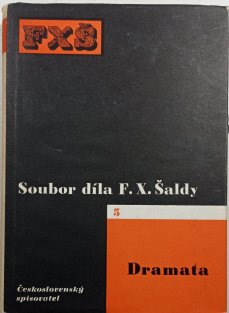 FXŠ
Soubor díla F. X. Šaldy
5
Dramata
Československý
spisovatel